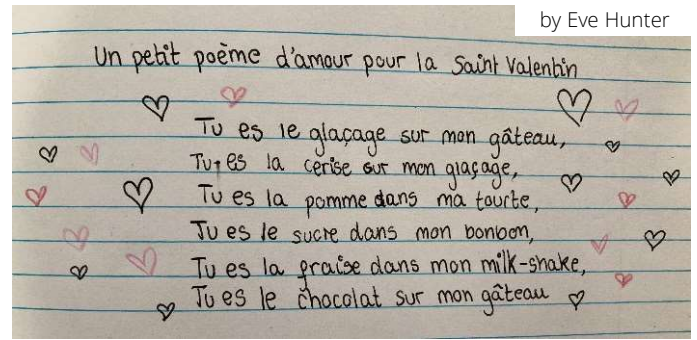 by Eve Hunter
Un petit poème d'amour pour la Saint Valentin
Tu es le glaçage sur mon gâteau,
Tu es la cerise sur mon glaçage,
Tu es la pomme dans ma tourte,
Tu es le sucre dans mon bonbon,
Tu es la fraise dans mon milk-shake,
Tu es le chocolat sur mon gâteau